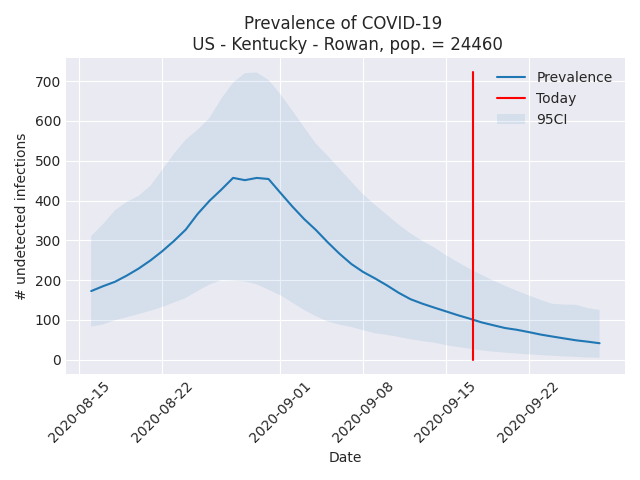 Prevalence of COVID-19
US - Kentucky - Rowan, pop. = 24460
# undetected infections
700
600
500
400
300
200
100
0
Prevalence
Today
95CI
2020-08-15
2020-08-22
2020-09-01
2020-09-08
2020-09-15
2020-09-22
Date